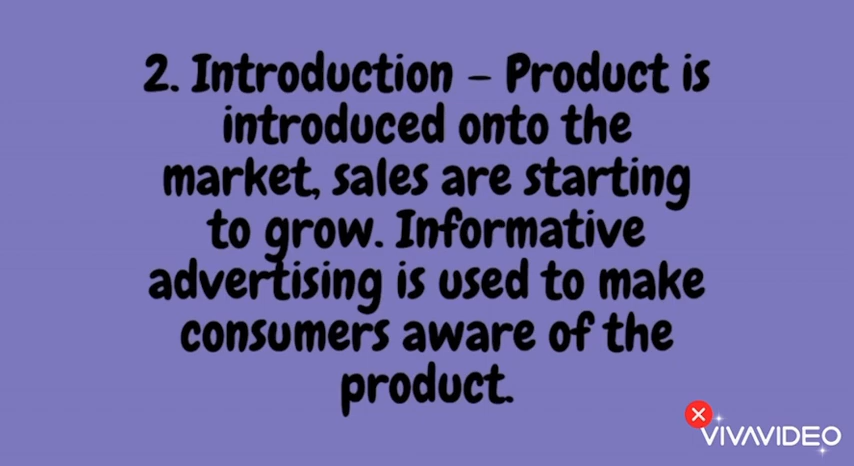 2. Introduction – Product is
introduced onto the
market, sales are starting
to grow. Informative
advertising is used to make
consumers aware of the
product.
VIVAVIDEO